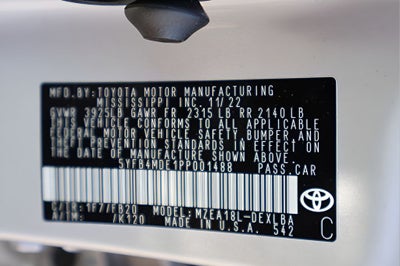 MFD.BY:TOYOTA MOTOR MANUFACTURING
MISSISSIPPI INC. 11/22
GVWR 3925LB GAWR FR 2315 LB RR 2140 LB
THIS VEHICLE CONFORMS TO ALL APPLICABLE
FEDERAL MOTOR VEHICLE SAFETY, BUMPER, AND
THEFT PREVENTION STANDARDS IN EFFECT ON
THE DATE OF MANUFACTURE SHOWN ABOVE.
5YFB4MDE1PP001488 PASS.CAR
C/TR:1F7/FB20 MODEL:MZEA18L-DEXLBA
A/TM: /K120 MADE IN U.S.A. 542
TOYOTA
C